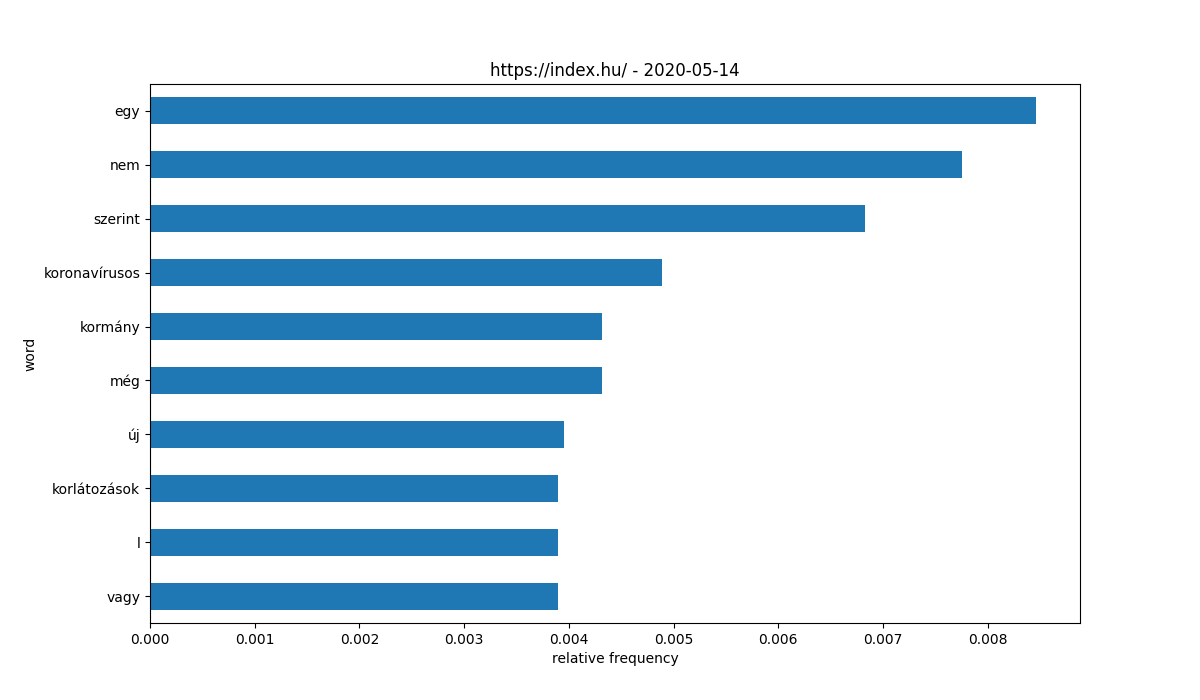 https://index.hu/ - 2020-05-14
egy
nem
szerint
koronavírusos
kormány
még
új
korlátozások
l
vagy
word
0.000 0.001 0.002 0.003 0.004 0.005 0.006 0.007 0.008
relative frequency